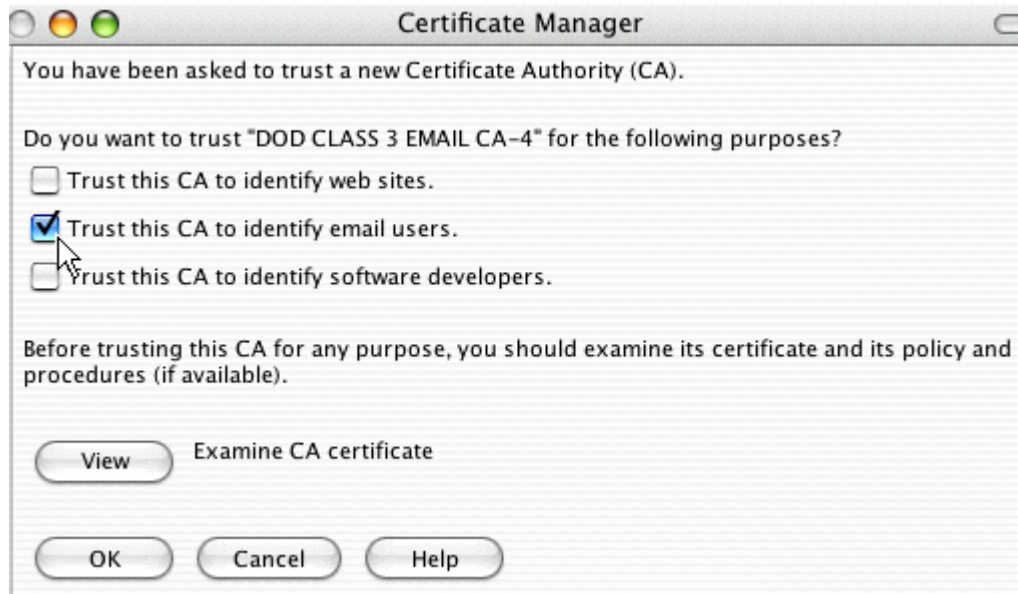 Certificate Manager
You have been asked to trust a new Certificate Authority (CA).
Do you want to trust "DOD CLASS 3 EMAIL CA-4" for the following purposes?
Trust this CA to identify web sites.
Trust this CA to identify email users.
Trust this CA to identify software developers.
Before trusting this CA for any purpose, you should examine its certificate and its policy and
procedures (if available).
View Examine CA certificate
OK Cancel Help